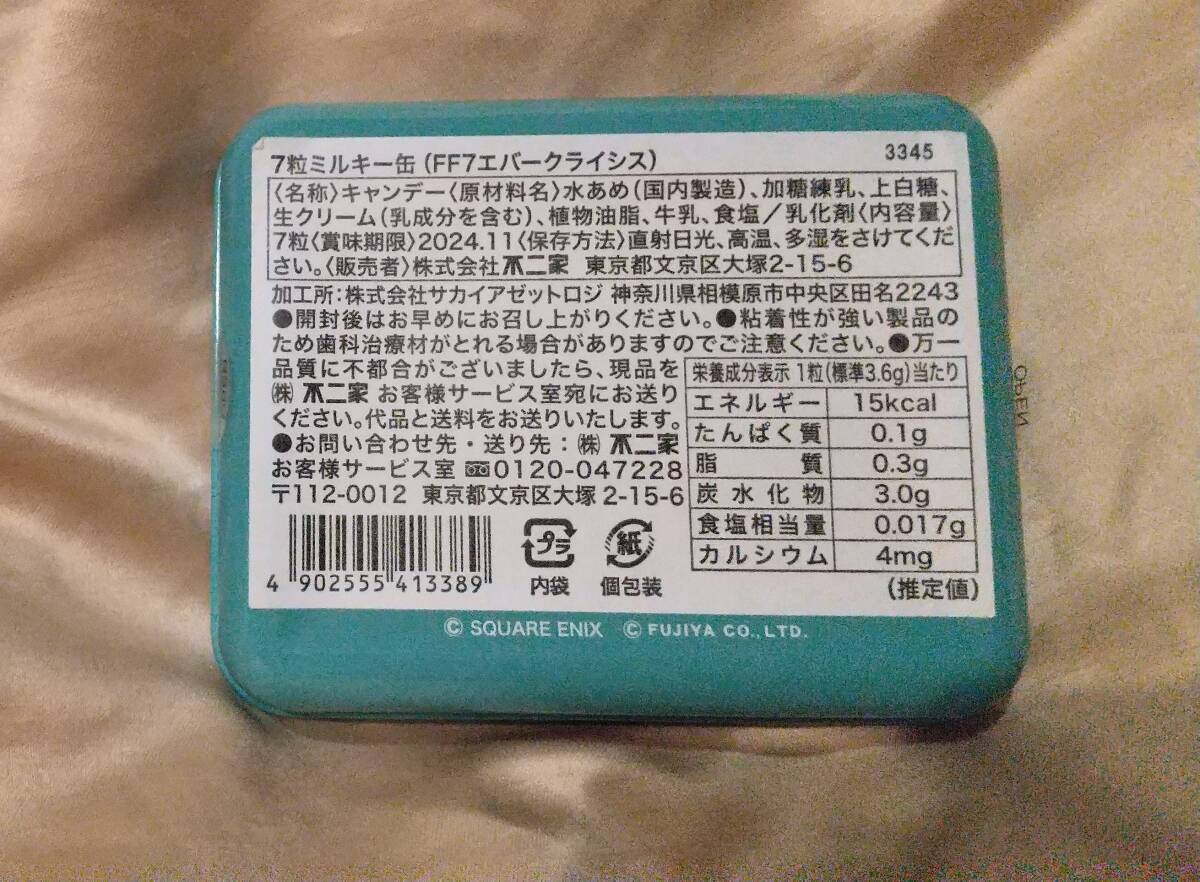 7粒ミルキー缶(FF7エバークライシス) 3345
〈名称〉キャンデー〈原材料名〉水あめ(国内製造)、加糖練乳、上白糖、
生クリーム(乳成分を含む)、植物油脂、牛乳、食塩/乳化剤〈内容量〉
7粒〈賞味期限〉2024.11〈保存方法〉直射日光、高温、多湿をさけてくだ
さい。〈販売者〉株式会社不二家 東京都文京区大塚2-15-6
加工所:株式会社サカイアゼットロジ 神奈川県相模原市中央区田名2243
●開封後はお早めにお召し上がりください。●粘着性が強い製品の
ため歯科治療材がとれる場合がありますのでご注意ください。●万一
品質に不都合がございましたら、現品を
㈱不二家 お客様サービス室宛にお送り
ください。代品と送料をお送りいたします。
●お問い合わせ先・送り先:㈱不二家
お客様サービス室 0120-047228
〒112-0012 東京都文京区大塚2-15-6
栄養成分表示 1粒(標準3.6g)当たり
エネルギー 15kcal
たんぱく質 0.1g
脂質 0.3g
炭水化物 3.0g
食塩相当量 0.017g
カルシウム 4mg
(推定値)
4 902555 413389
プラ
内袋
紙
個包装
© SQUARE ENIX © FUJIYA CO., LTD.
OPEN